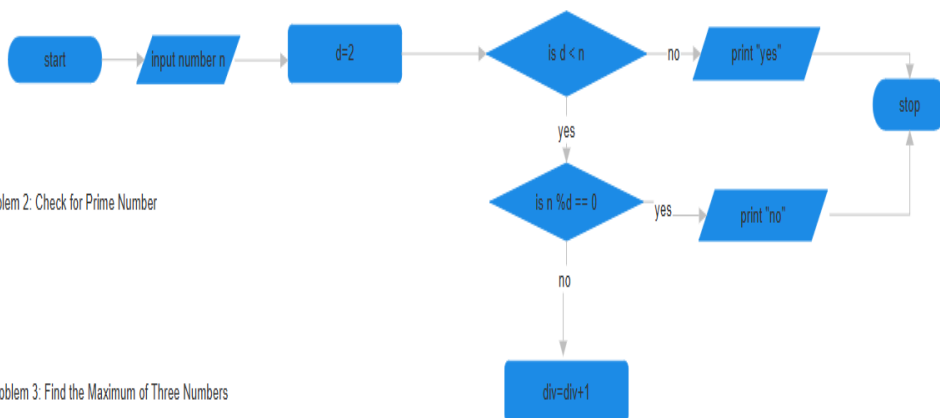 start
input number n
d=2
is d < n
no
print "yes"
stop
yes
is n %d == 0
yes
print "no"
no
div=div+1
blem 2: Check for Prime Number
oblem 3: Find the Maximum of Three Numbers